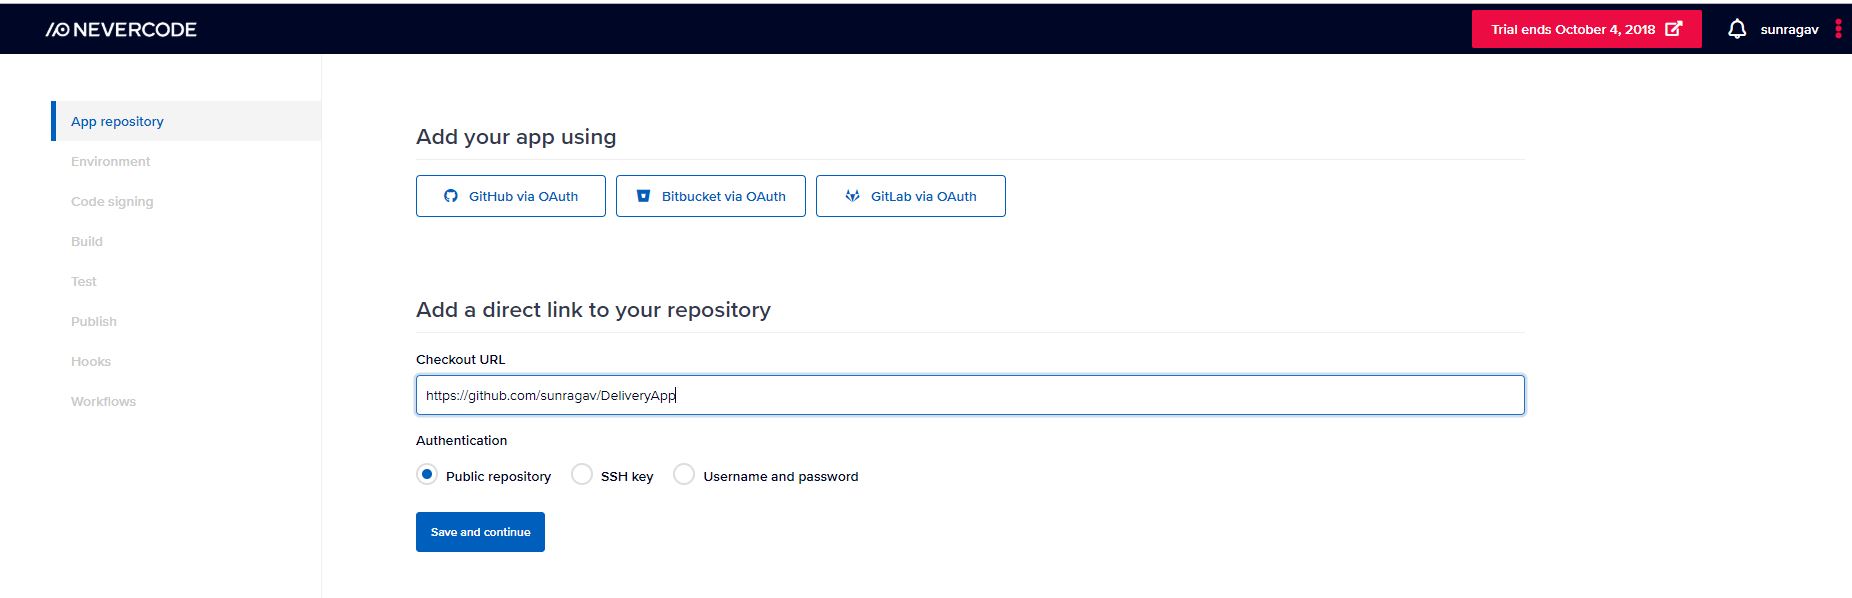 NEVERCODE
Trial ends October 4, 2018
sunragav
App repository
Environment
Code signing
Build
Test
Publish
Hooks
Workflows
Add your app using
GitHub via OAuth
Bitbucket via OAuth
GitLab via OAuth
Add a direct link to your repository
Checkout URL
https://github.com/sunragav/DeliveryApp
Authentication
Public repository
SSH key
Username and password
Save and continue